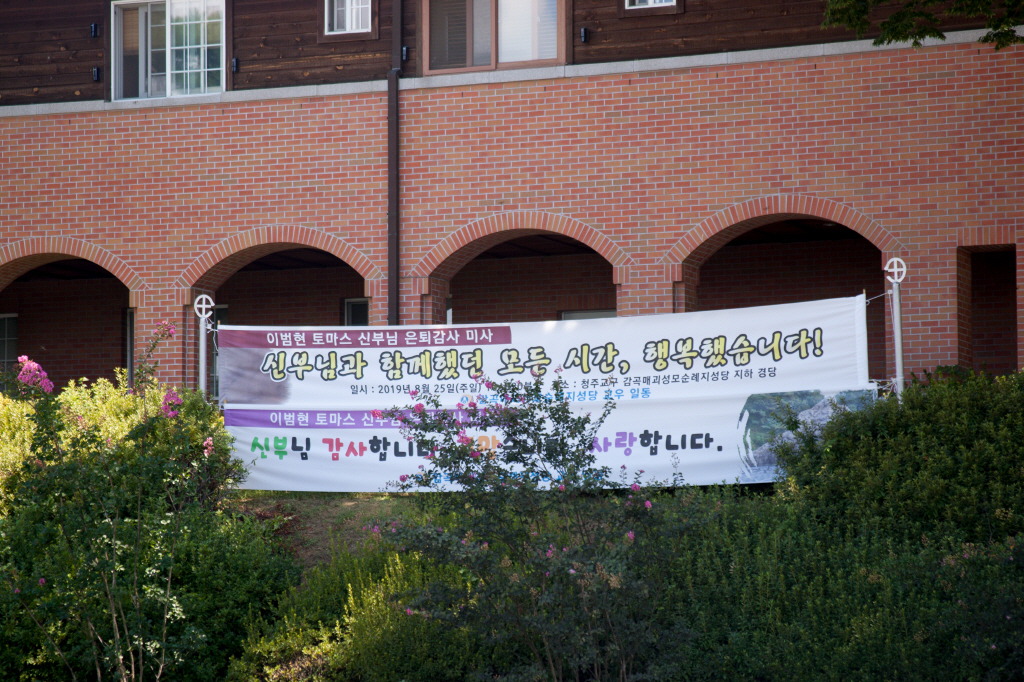 이범현 토마스 신부님 은퇴감사 미사
신부님과 함께했던 모든 시간, 행복했습니다!
일시 : 2019년 8월 25일(주일) 장소 : 청주교구 감곡매괴성모순례지성당 지하 경당
교우 일동
이범현 토마스 신부님
신부님 감사합니다 사랑합니다.